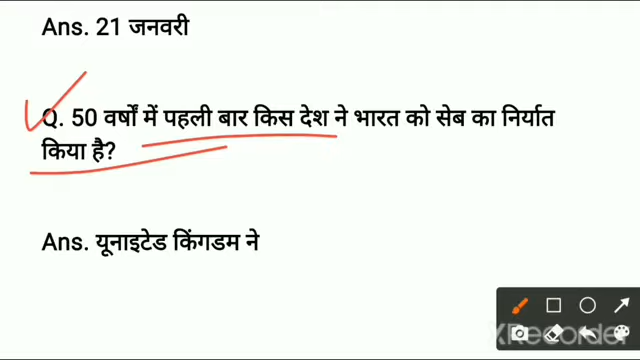 Ans. 21 जनवरी
Q. 50 वर्षों में पहली बार किस देश ने भारत को सेब का निर्यात
किया है?
Ans. यूनाइटेड किंगडम ने
XRecorder